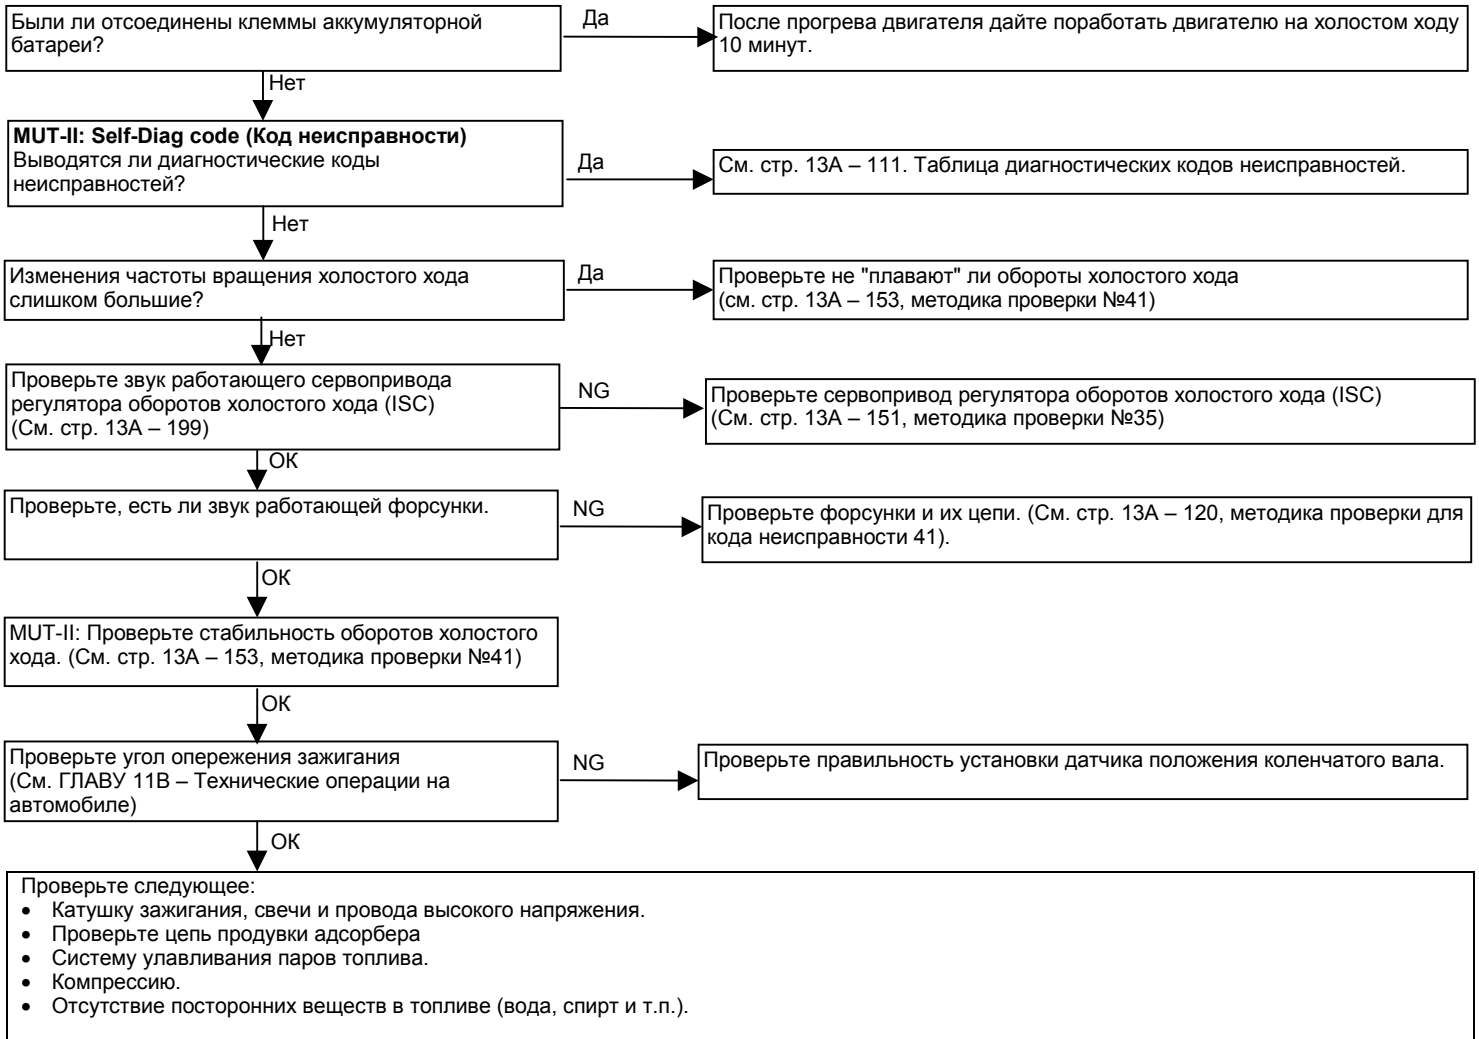 Были ли отсоединены клеммы аккумуляторной
батареи?
Да
После прогрева двигателя дайте поработать двигателю на холостом ходу
10 минут.
Нет
MUT-II: Self-Diag code (Код неисправности)
Выводятся ли диагностические коды
неисправностей?
Да
См. стр. 13А – 111. Таблица диагностических кодов неисправностей.
Нет
Изменения частоты вращения холостого хода
слишком большие?
Да
Проверьте не "плавают" ли обороты холостого хода
(см. стр. 13А – 153, методика проверки №41)
Нет
Проверьте звук работающего сервопривода
регулятора оборотов холостого хода (ISC)
(См. стр. 13А – 199)
NG
Проверьте сервопривод регулятора оборотов холостого хода (ISC)
(См. стр. 13А – 151, методика проверки №35)
ОК
Проверьте, есть ли звук работающей форсунки.
NG
Проверьте форсунки и их цепи. (См. стр. 13А – 120, методика проверки для
кода неисправности 41).
ОК
MUT-II: Проверьте стабильность оборотов холостого
хода. (См. стр. 13А – 153, методика проверки №41)
ОК
Проверьте угол опережения зажигания
(См. ГЛАВУ 11В – Технические операции на
автомобиле)
NG
Проверьте правильность установки датчика положения коленчатого вала.
ОК
Проверьте следующее:
• Катушку зажигания, свечи и провода высокого напряжения.
• Проверьте цепь продувки адсорбера
• Систему улавливания паров топлива.
• Компрессию.
• Отсутствие посторонних веществ в топливе (вода, спирт и т.п.).